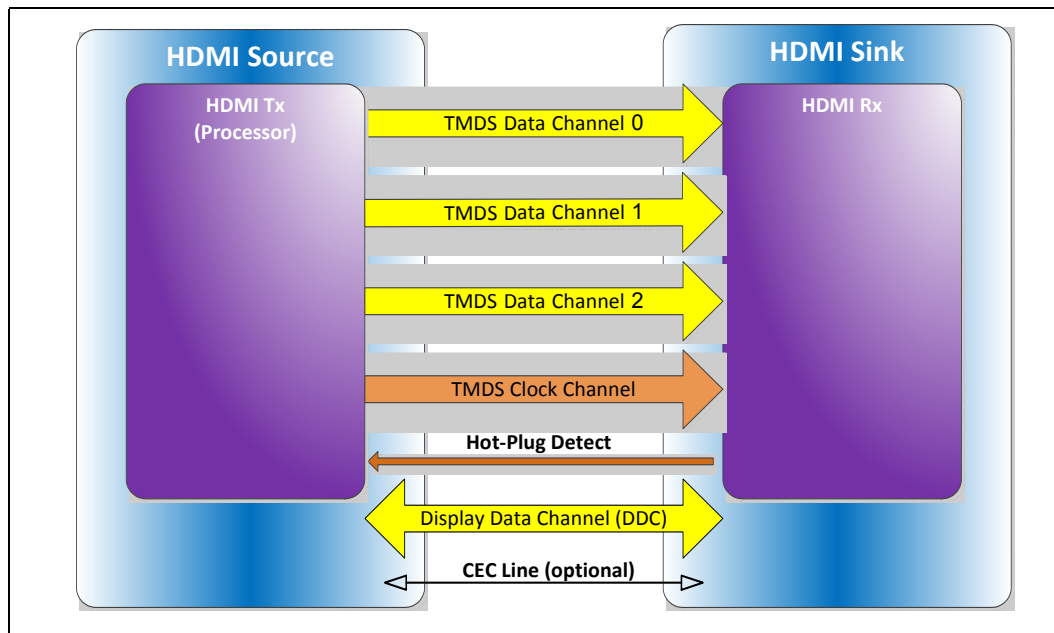 HDMI Source
HDMI Sink
HDMI Tx
(Processor)
HDMI Rx
TMDS Data Channel 0
TMDS Data Channel 1
TMDS Data Channel 2
TMDS Clock Channel
Hot-Plug Detect
Display Data Channel (DDC)
CEC Line (optional)